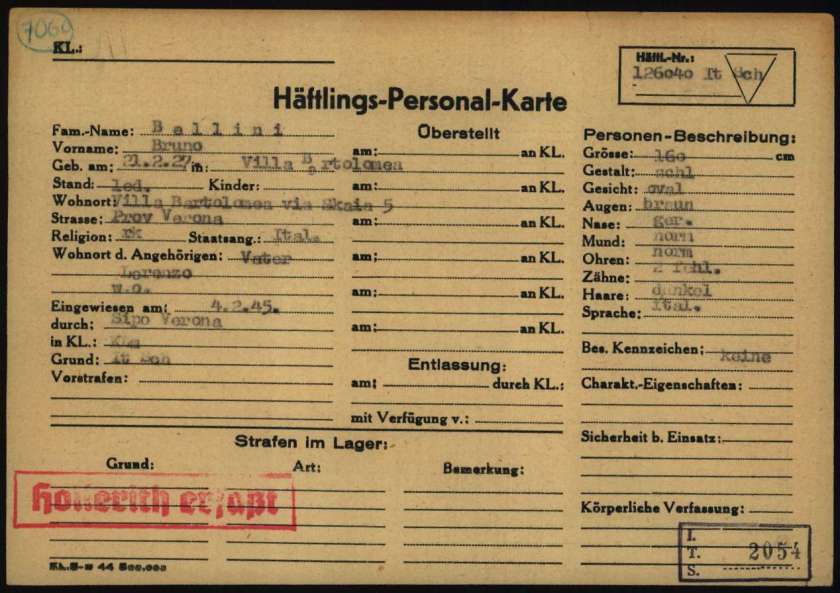 7060
KL.:
Häftl.-Nr.:
126040 It Sch
Häftlings-Personal-Karte
Fam.-Name: Bellini
Vorname: Bruno
Geb. am: 21.2.27. in: Villa Bartolomea
Stand: led. Kinder:
Wohnort: Villa Bartolomea via Skaia 5
Strasse: Prov Verona
Religion: rk Staatsang.: Ital.
Wohnort d. Angehörigen: Vater
Lorenzo
w.o.
Eingewiesen am: 4.2.45.
durch: Sipo Verona
in KL.:
Grund: It Sch
Vorstrafen:
Überstellt
am: an KL.
am: an KL.
am: an KL.
am: an KL.
am: an KL.
am: an KL.
Entlassung:
am: durch KL.:
mit Verfügung v.:
Personen-Beschreibung:
Grösse: 160 cm
Gestalt: schl
Gesicht: oval
Augen: braun
Nase: ger.
Mund: norm
Ohren: norm
Zähne: 2 fehl.
Haare: dunkel
Sprache: Ital.
Bes. Kennzeichen: keine
Charakt.-Eigenschaften:
Sicherheit b. Einsatz:
Körperliche Verfassung:
Strafen im Lager:
Grund: Art: Bemerkung:
Hollerith erfaßt
I.
T. 2054
S.